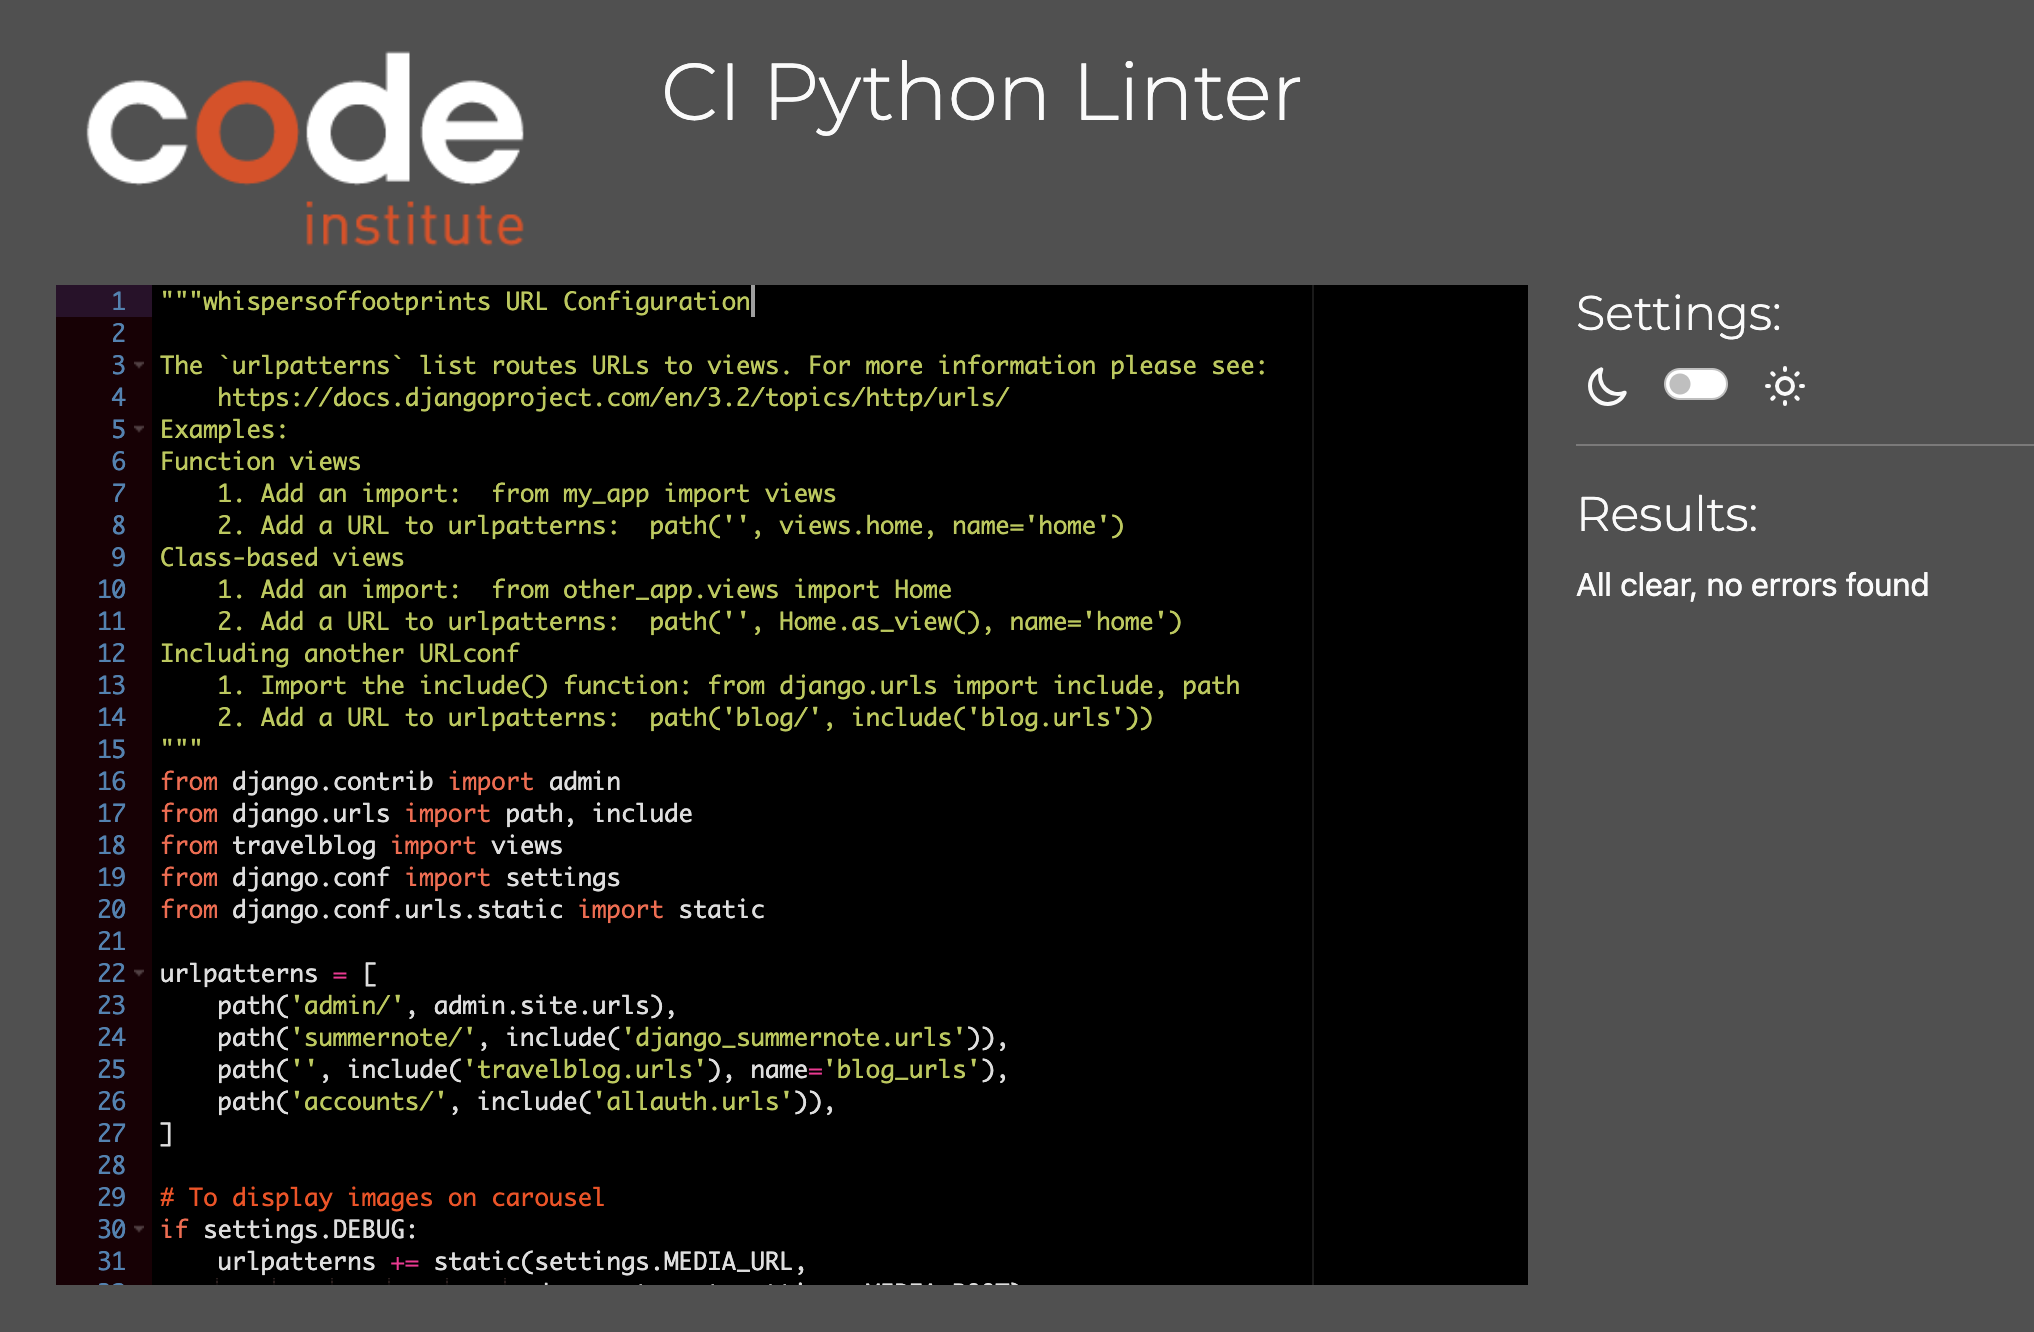 code
institute
CI Python Linter
1 """whispersoffootprints URL Configuration
2
3 The `urlpatterns` list routes URLs to views. For more information please see:
4     https://docs.djangoproject.com/en/3.2/topics/http/urls/
5 Examples:
6 Function views
7     1. Add an import:  from my_app import views
8     2. Add a URL to urlpatterns:  path('', views.home, name='home')
9 Class-based views
10     1. Add an import:  from other_app.views import Home
11     2. Add a URL to urlpatterns:  path('', Home.as_view(), name='home')
12 Including another URLconf
13     1. Import the include() function: from django.urls import include, path
14     2. Add a URL to urlpatterns:  path('blog/', include('blog.urls'))
15 """
16 from django.contrib import admin
17 from django.urls import path, include
18 from travelblog import views
19 from django.conf import settings
20 from django.conf.urls.static import static
21
22 urlpatterns = [
23     path('admin/', admin.site.urls),
24     path('summernote/', include('django_summernote.urls')),
25     path('', include('travelblog.urls'), name='blog_urls'),
26     path('accounts/', include('allauth.urls')),
27 ]
28
29 # To display images on carousel
30 if settings.DEBUG:
31     urlpatterns += static(settings.MEDIA_URL,
Settings:
Results:
All clear, no errors found